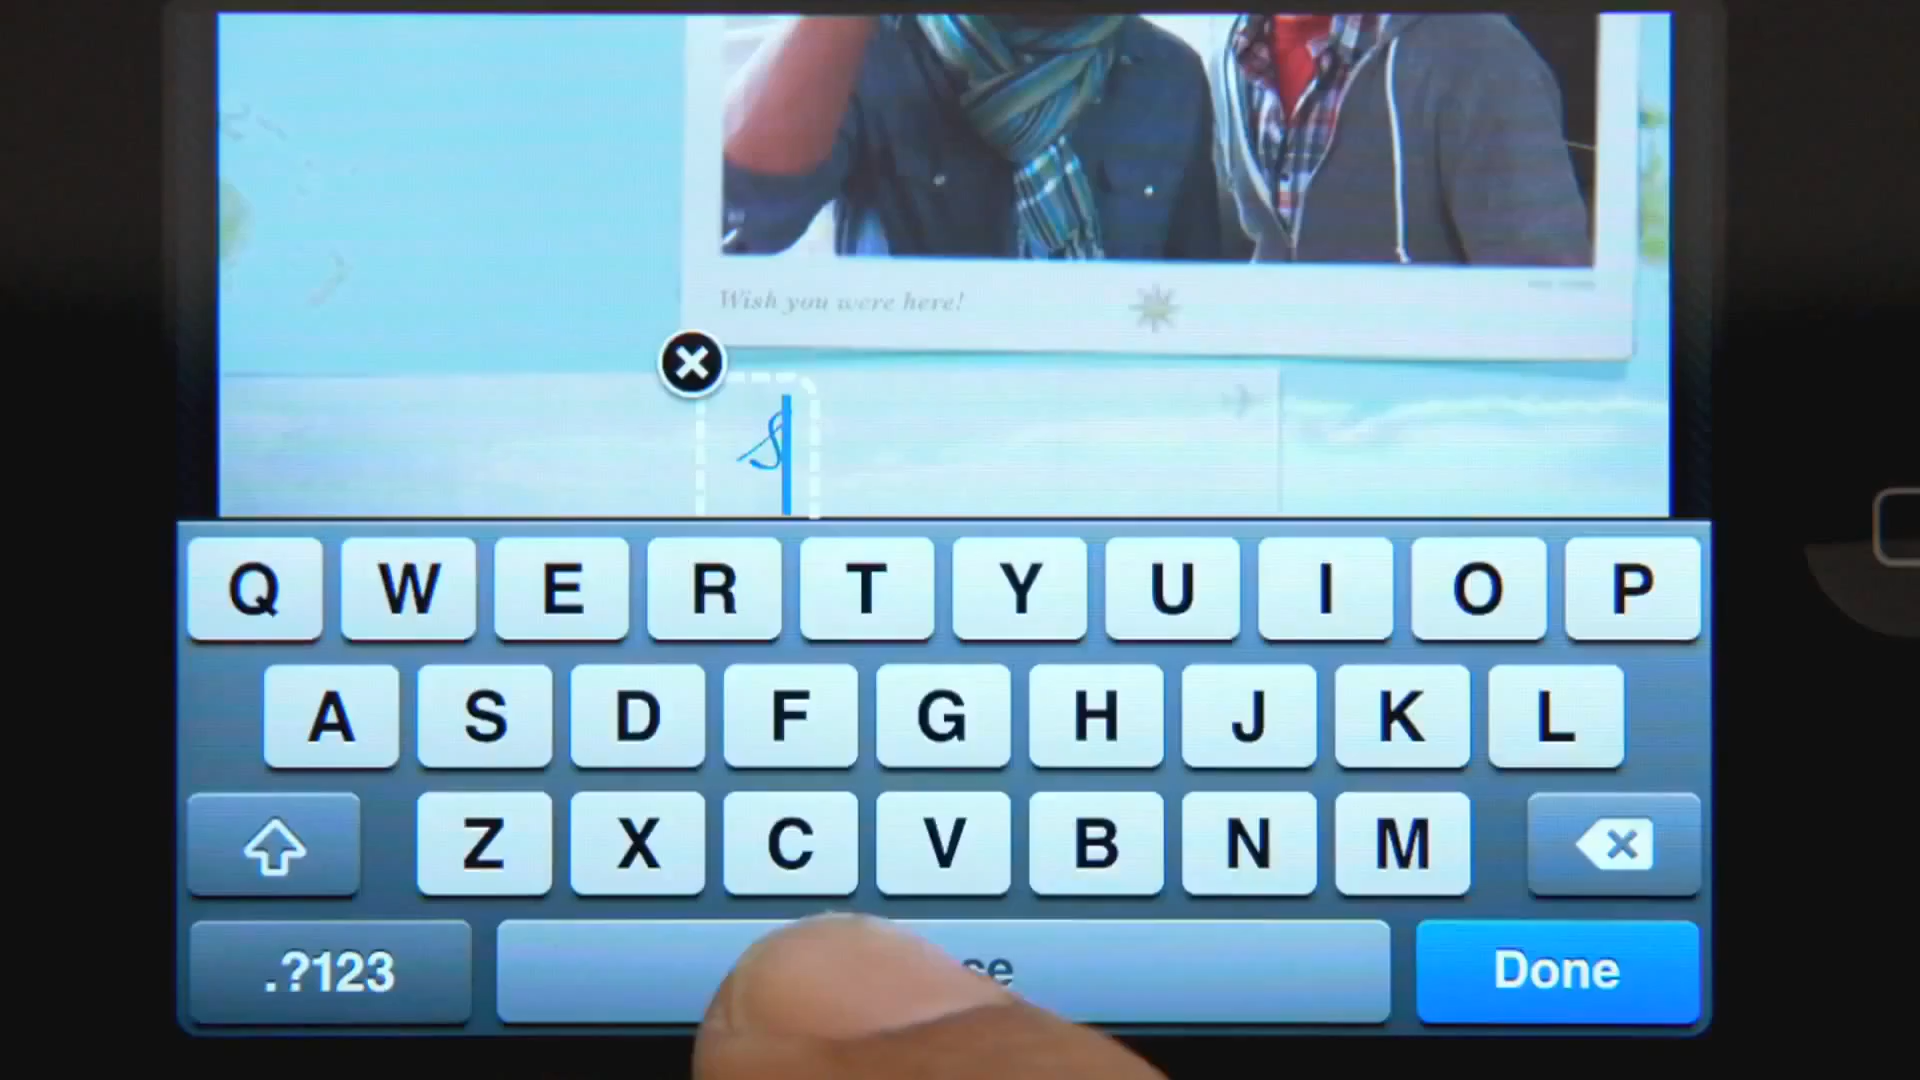 Wish you were here!
S
Q W E R T Y U I O P
A S D F G H J K L
Z X C V B N M
.?123 Done